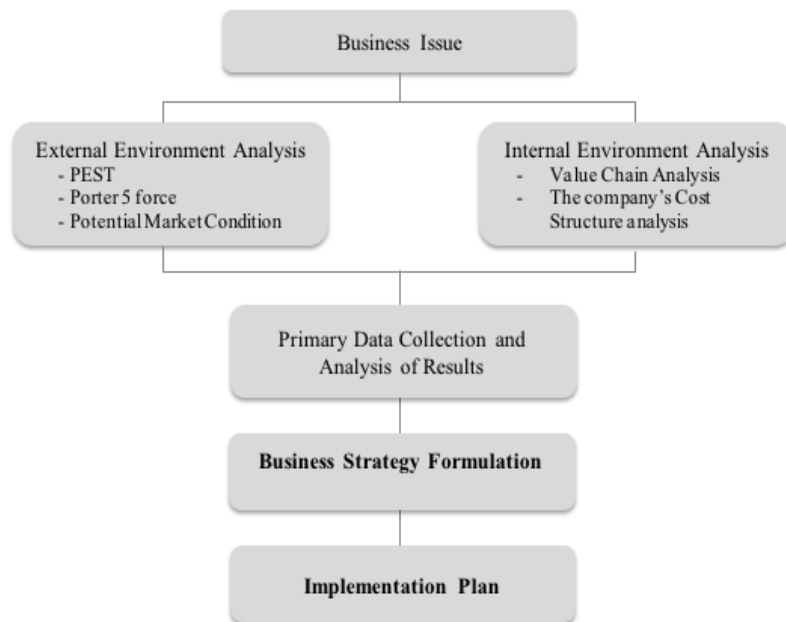 Business Issue
External Environment Analysis
- PEST
- Porter 5 force
- Potential Market Condition
Internal Environment Analysis
- Value Chain Analysis
- The company's Cost
Structure analysis
Primary Data Collection and
Analysis of Results
Business Strategy Formulation
Implementation Plan